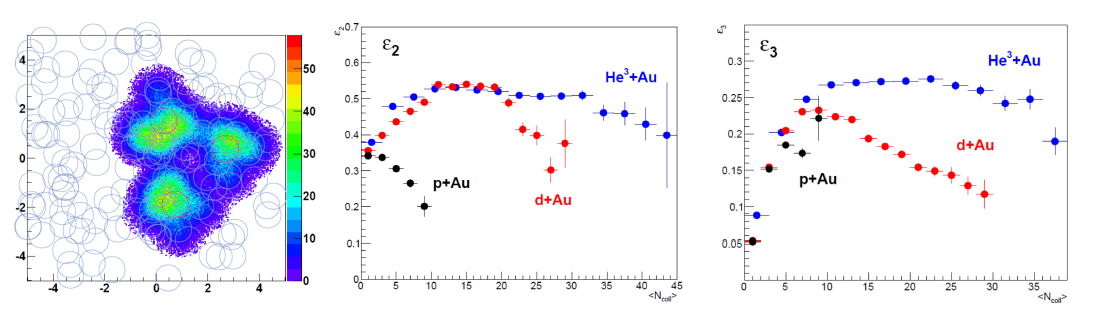 4
2
0
-2
-4
-4 -2 0 2 4
50
40
30
20
10
0
ε₂
0.7
0.6
0.5
0.4
0.3
0.2
0.1
0
ε₂
He³+Au
p+Au
d+Au
0 5 10 15 20 25 30 35 40 45
<N_coll>
ε₃
0.3
0.25
0.2
0.15
0.1
0.05
ε₃
He³+Au
d+Au
p+Au
0 5 10 15 20 25 30 35
<N_coll>